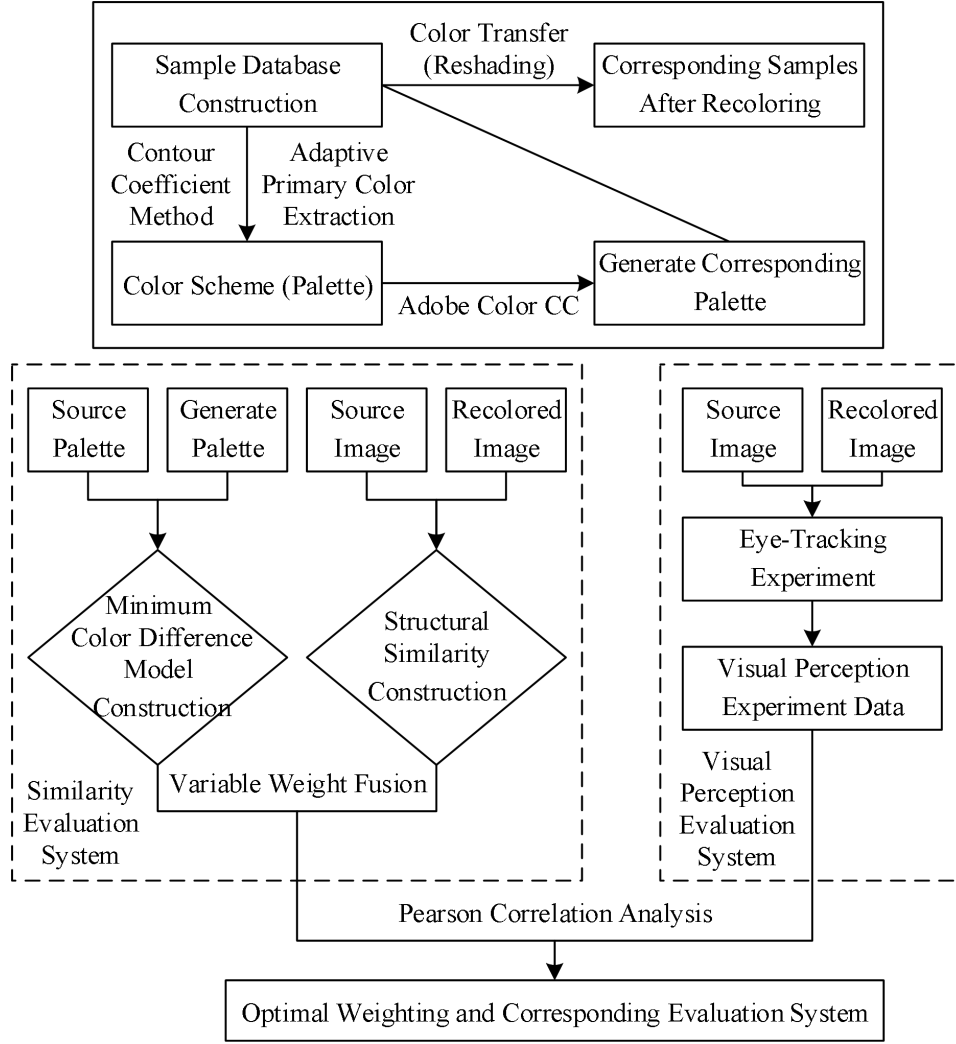 Sample Database
Construction
Color Transfer
(Reshading)
Corresponding Samples
After Recoloring
Contour
Coefficient
Method
Adaptive
Primary Color
Extraction
Color Scheme (Palette)
Adobe Color CC
Generate Corresponding
Palette
Source
Palette
Generate
Palette
Source
Image
Recolored
Image
Minimum
Color Difference
Model
Construction
Structural
Similarity
Construction
Variable Weight Fusion
Similarity
Evaluation
System
Source
Image
Recolored
Image
Eye-Tracking
Experiment
Visual Perception
Experiment Data
Visual
Perception
Evaluation
System
Pearson Correlation Analysis
Optimal Weighting and Corresponding Evaluation System